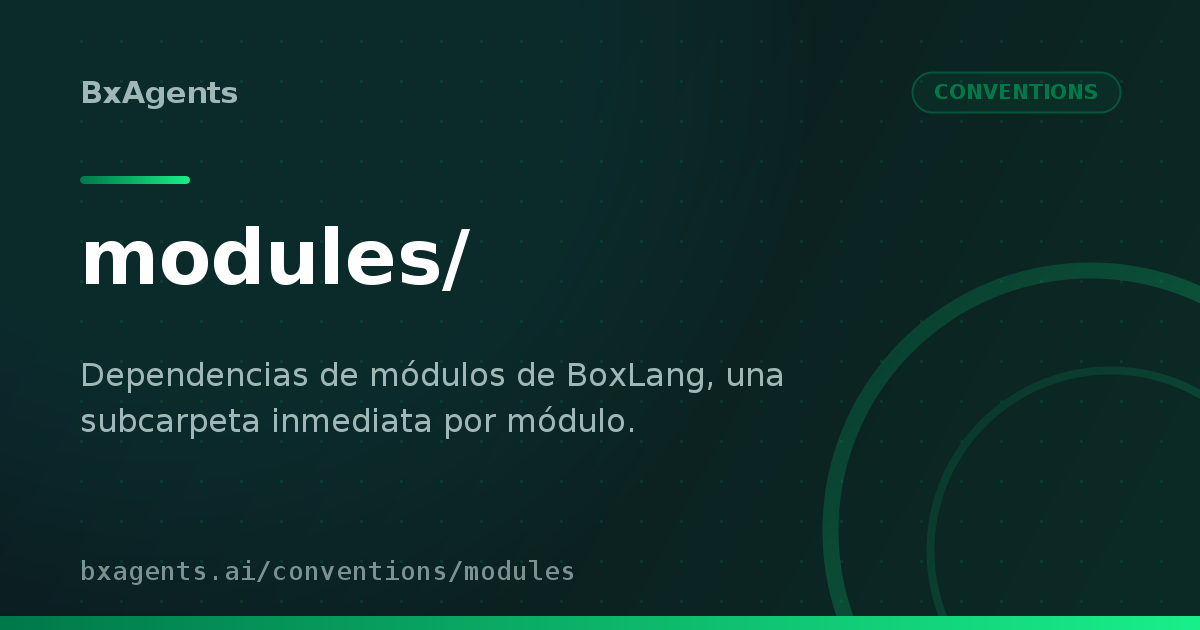 BxAgents
CONVENTIONS
modules/
Dependencias de módulos de BoxLang, una
subcarpeta inmediata por módulo.
bxagents.ai/conventions/modules